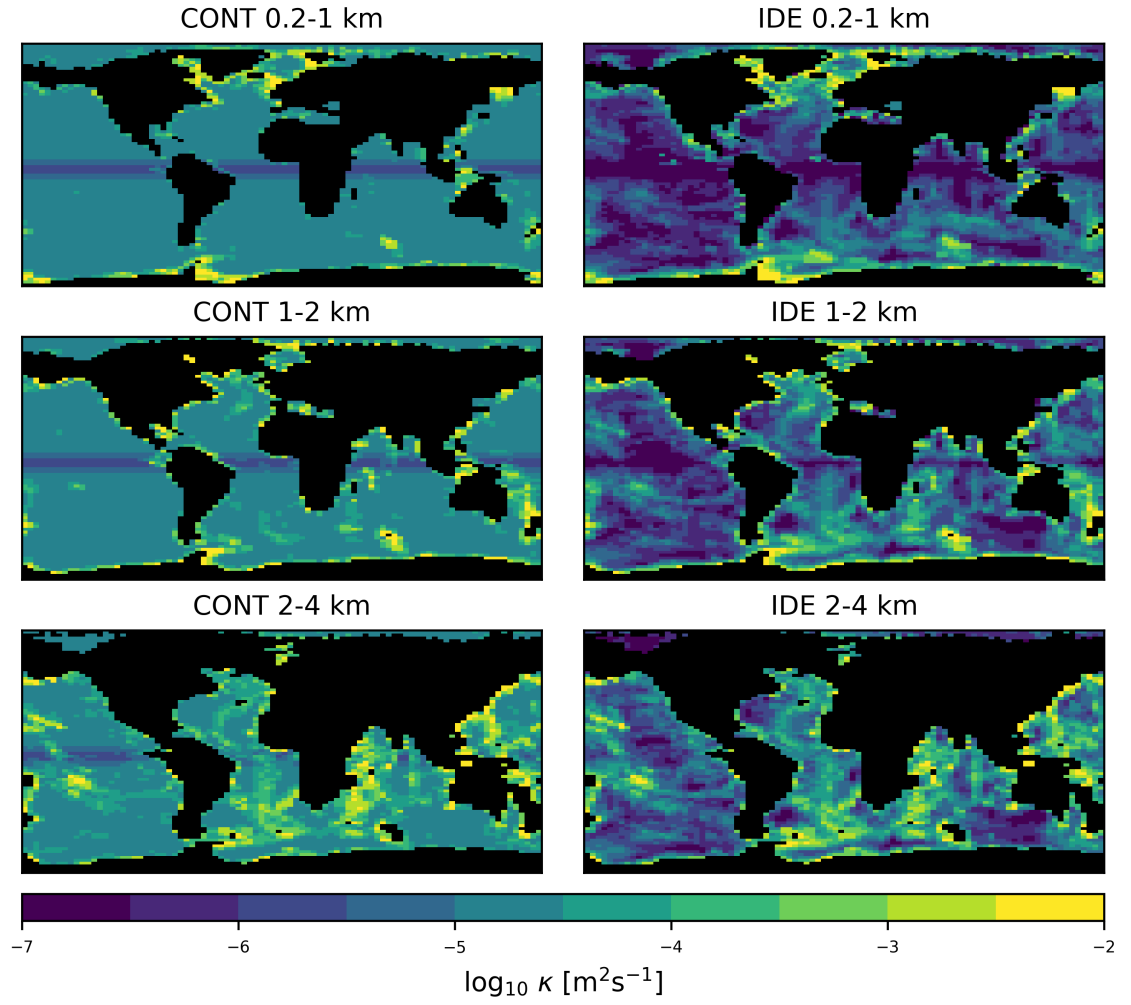 CONT 0.2-1 km IDE 0.2-1 km
CONT 1-2 km IDE 1-2 km
CONT 2-4 km IDE 2-4 km
−7 −6 −5 −4 −3 −2
log₁₀ κ [m²s⁻¹]